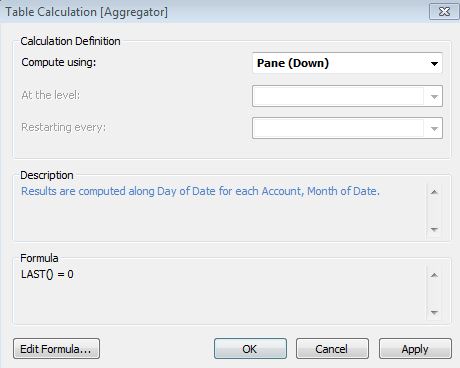 Table Calculation [Aggregator]
Calculation Definition
Compute using: Pane (Down)
At the level:
Restarting every:
Description
Results are computed along Day of Date for each Account, Month of Date.
Formula
LAST() = 0
Edit Formula... OK Cancel Apply